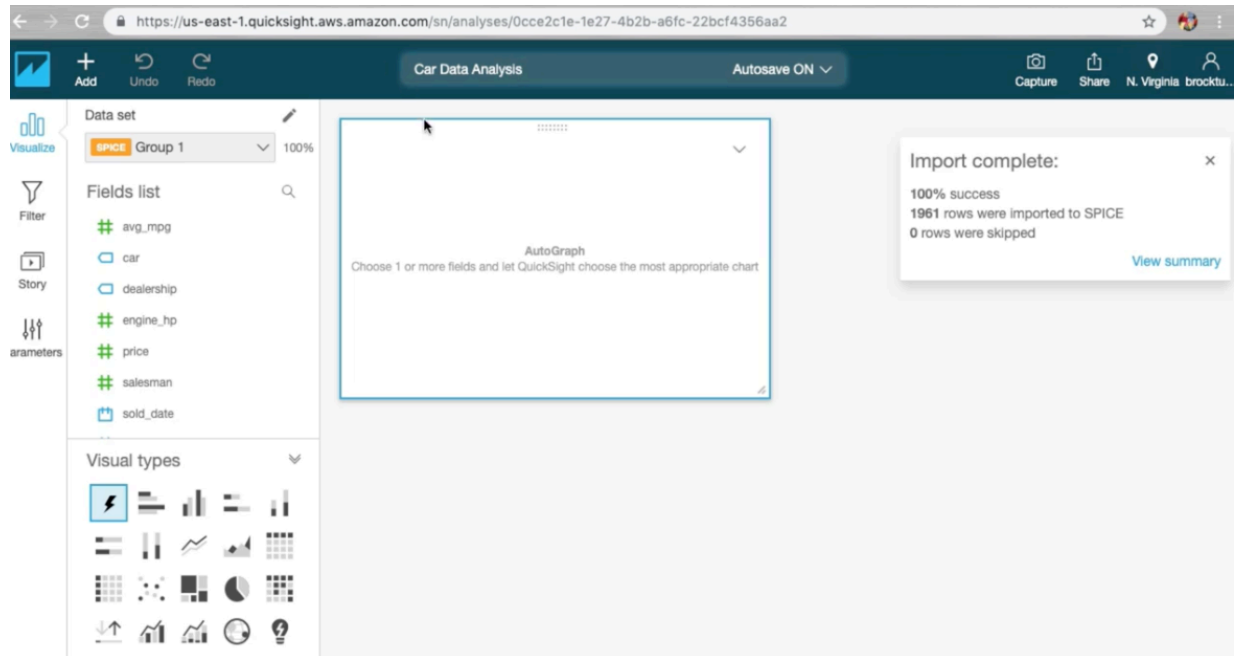 https://us-east-1.quicksight.aws.amazon.com/sn/analyses/0cce2c1e-1e27-4b2b-a6fc-22bcf4356aa2
Add
Undo
Redo
Car Data Analysis
Autosave ON
Capture
Share
N. Virginia
brocktu...
Visualize
Filter
Story
arameters
Data set
SPICE Group 1
100%
Fields list
avg_mpg
car
dealership
engine_hp
price
salesman
sold_date
Visual types
AutoGraph
Choose 1 or more fields and let QuickSight choose the most appropriate chart
Import complete:
100% success
1961 rows were imported to SPICE
0 rows were skipped
View summary